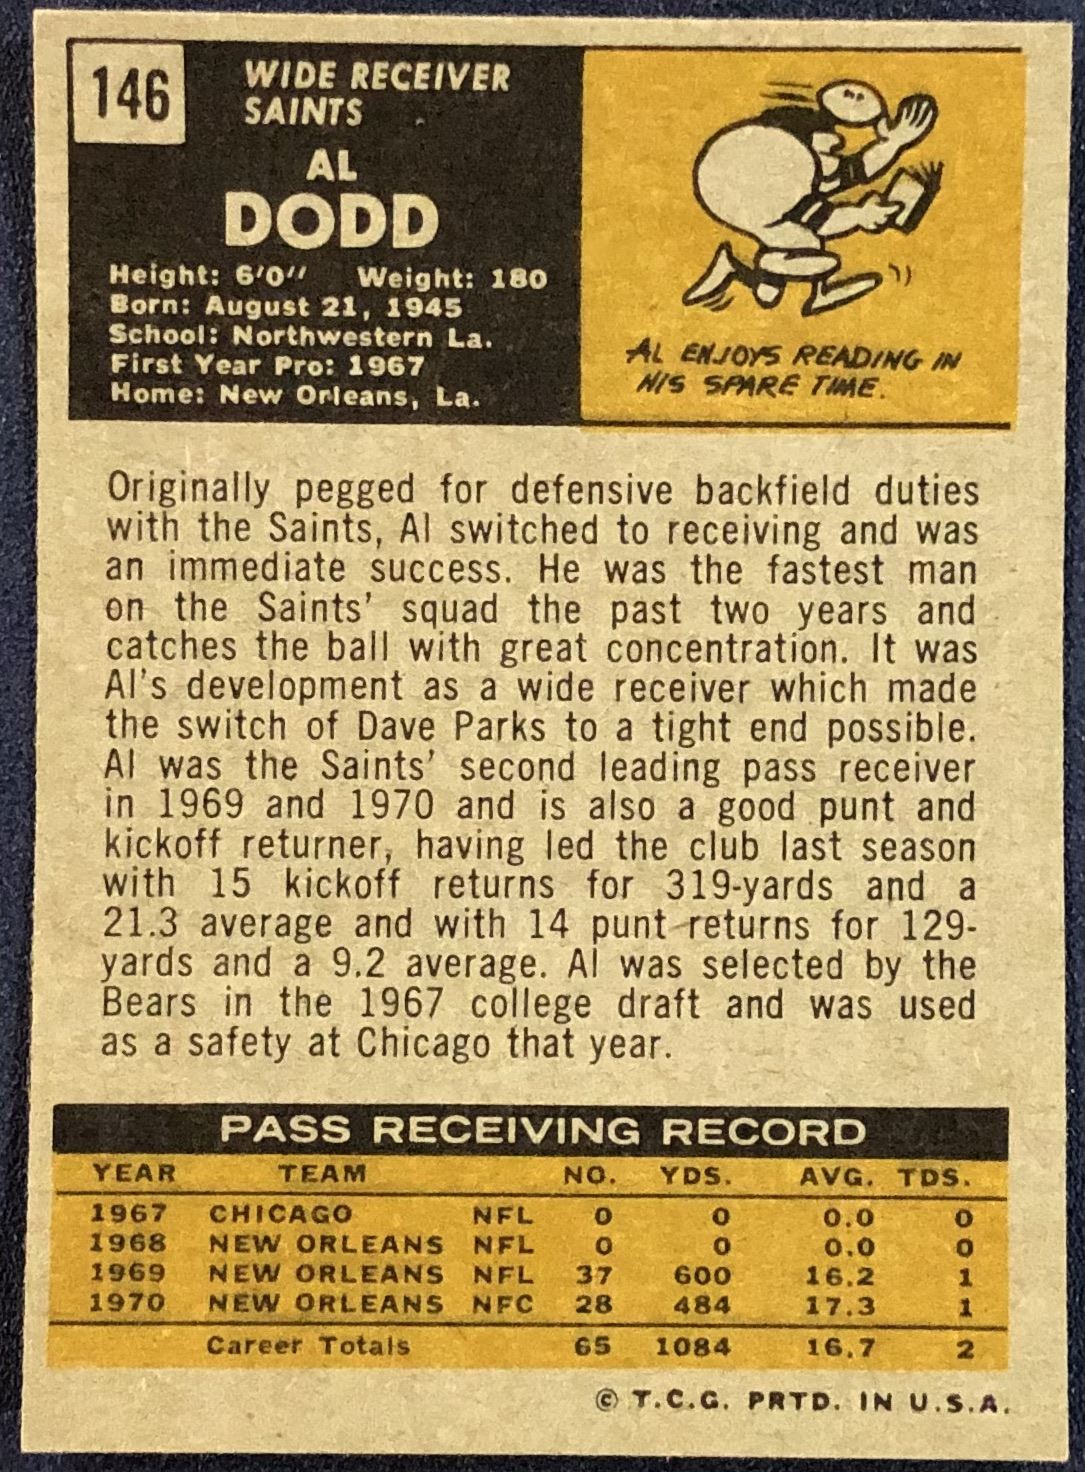 146
WIDE RECEIVER
SAINTS
AL
DODD
Height: 6'0" Weight: 180
Born: August 21, 1945
School: Northwestern La.
First Year Pro: 1967
Home: New Orleans, La.
AL ENJOYS READING IN
HIS SPARE TIME.
Originally pegged for defensive backfield duties
with the Saints, Al switched to receiving and was
an immediate success. He was the fastest man
on the Saints' squad the past two years and
catches the ball with great concentration. It was
Al's development as a wide receiver which made
the switch of Dave Parks to a tight end possible.
Al was the Saints' second leading pass receiver
in 1969 and 1970 and is also a good punt and
kickoff returner, having led the club last season
with 15 kickoff returns for 319-yards and a
21.3 average and with 14 punt returns for 129-
yards and a 9.2 average. Al was selected by the
Bears in the 1967 college draft and was used
as a safety at Chicago that year.
PASS RECEIVING RECORD
YEAR TEAM NO. YDS. AVG. TDS.
1967 CHICAGO NFL 0 0 0.0 0
1968 NEW ORLEANS NFL 0 0 0.0 0
1969 NEW ORLEANS NFL 37 600 16.2 1
1970 NEW ORLEANS NFC 28 484 17.3 1
Career Totals 65 1084 16.7 2
© T.C.G. PRTD. IN U.S.A.